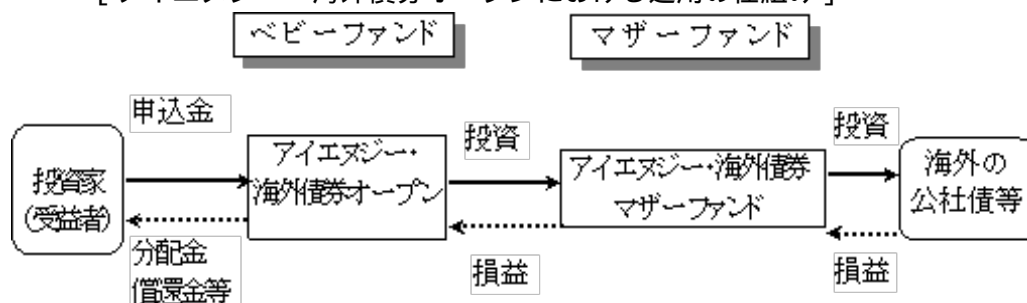 ベビーファンド
マザーファンド
申込金
投資
投資
投資家
(受益者)
アイエヌジー・
海外債券オープン
アイエヌジー・海外債券
マザーファンド
海外の
公社債等
分配金
償還金等
損益
損益